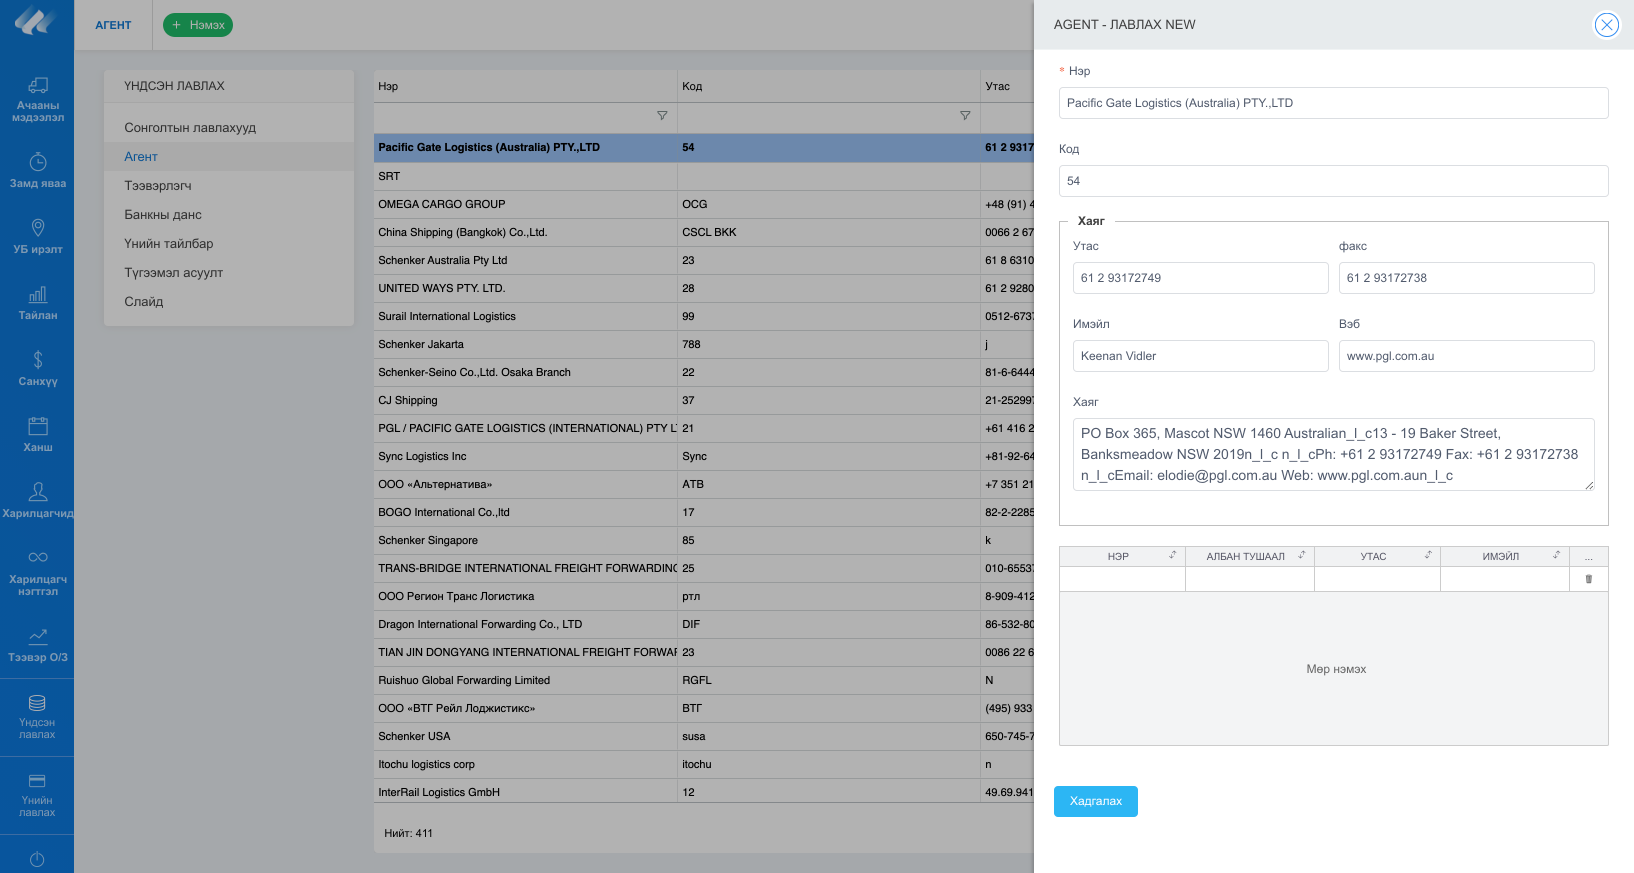 АГЕНТ
+ Нэмэх
Ачааны
мэдээлэл
Замд яваа
УБ ирэлт
Тайлан
Санхүү
Ханш
Харилцагчид
Харилцагч
нэгтгэл
Тээвэр О/З
Үндсэн
лавлах
Үнийн
лавлах
ҮНДСЭН ЛАВЛАХ
Сонголтын лавлахууд
Агент
Тээвэрлэгч
Банкны данс
Үнийн тайлбар
Түгээмэл асуулт
Слайд
Нэр Код Утас
Pacific Gate Logistics (Australia) PTY.,LTD 54 61 2 9317
SRT
OMEGA CARGO GROUP OCG +48 (91) 4
China Shipping (Bangkok) Co.,Ltd. CSCL BKK 0066 2 67
Schenker Australia Pty Ltd 23 61 8 6310
UNITED WAYS PTY. LTD. 28 61 2 9280
Surail International Logistics 99 0512-6737
Schenker Jakarta 788 j
Schenker-Seino Co.,Ltd. Osaka Branch 22 81-6-6444
CJ Shipping 37 21-252997
PGL / PACIFIC GATE LOGISTICS (INTERNATIONAL) PTY L 21 +61 416 2
Sync Logistics Inc Sync +81-92-64
ООО «Альтернатива» АТВ +7 351 21
BOGO International Co.,ltd 17 82-2-2285
Schenker Singapore 85 k
TRANS-BRIDGE INTERNATIONAL FREIGHT FORWARDING 25 010-6553
ООО Регион Транс Логистика ртл 8-909-412
Dragon International Forwarding Co., LTD DIF 86-532-80
TIAN JIN DONGYANG INTERNATIONAL FREIGHT FORWAR 23 0086 22 6
Ruishuo Global Forwarding Limited RGFL N
ООО «ВТГ Рейл Лоджистикс» ВТГ (495) 933
Schenker USA susa 650-745-7
Itochu logistics corp itochu n
InterRail Logistics GmbH 12 49.69.941
Нийт: 411
AGENT - ЛАВЛАХ NEW
* Нэр
Pacific Gate Logistics (Australia) PTY.,LTD
Код
54
Хаяг
Утас факс
61 2 93172749 61 2 93172738
Имэйл Вэб
Keenan Vidler www.pgl.com.au
Хаяг
PO Box 365, Mascot NSW 1460 Australian_l_c13 - 19 Baker Street,
Banksmeadow NSW 2019n_l_c n_l_cPh: +61 2 93172749 Fax: +61 2 93172738
n_l_cEmail: elodie@pgl.com.au Web: www.pgl.com.aun_l_c
НЭР АЛБАН ТУШААЛ УТАС ИМЭЙЛ ...
Мөр нэмэх
Хадгалах